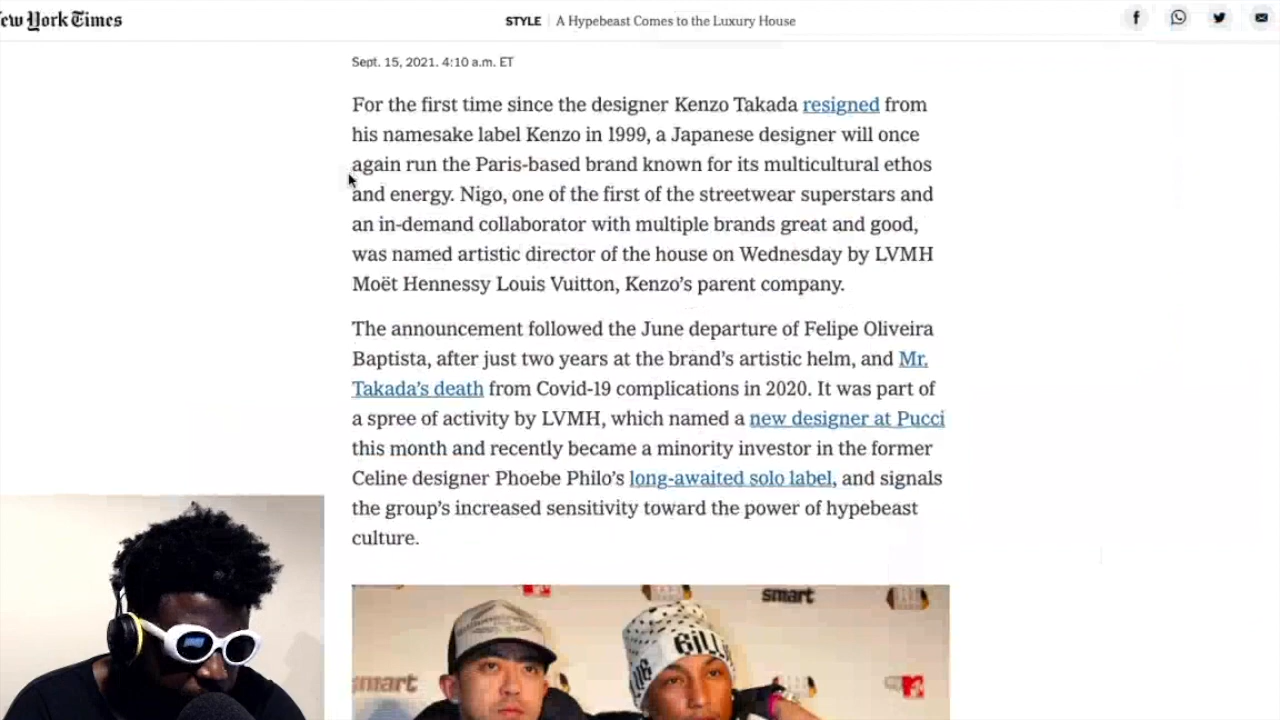 ew York Times
STYLE | A Hypebeast Comes to the Luxury House
Sept. 15, 2021, 4:10 a.m. ET
For the first time since the designer Kenzo Takada resigned from
his namesake label Kenzo in 1999, a Japanese designer will once
again run the Paris-based brand known for its multicultural ethos
and energy. Nigo, one of the first of the streetwear superstars and
an in-demand collaborator with multiple brands great and good,
was named artistic director of the house on Wednesday by LVMH
Moët Hennessy Louis Vuitton, Kenzo’s parent company.
The announcement followed the June departure of Felipe Oliveira
Baptista, after just two years at the brand’s artistic helm, and Mr.
Takada’s death from Covid-19 complications in 2020. It was part of
a spree of activity by LVMH, which named a new designer at Pucci
this month and recently became a minority investor in the former
Celine designer Phoebe Philo’s long-awaited solo label, and signals
the group’s increased sensitivity toward the power of hypebeast
culture.
smart
smart
BILL